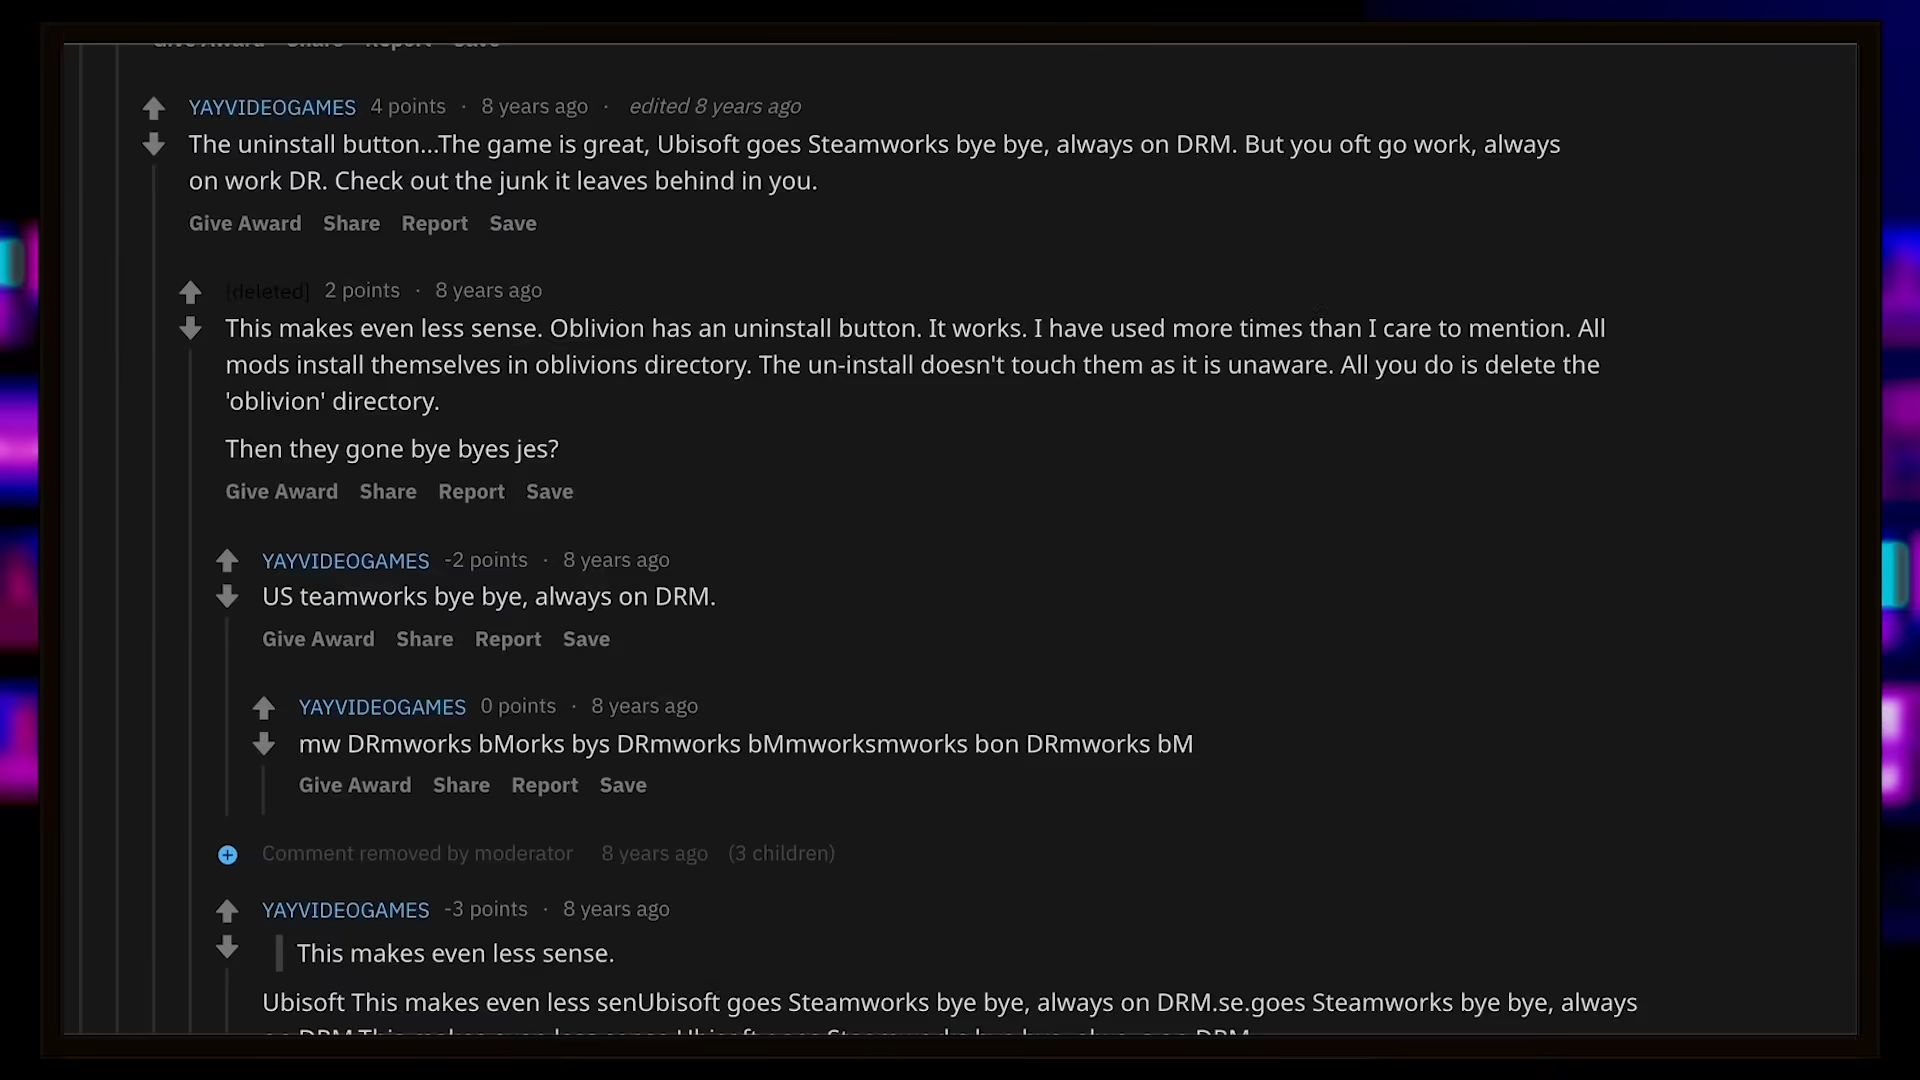 Give Award Share Report Save
YAYVIDEOGAMES 4 points · 8 years ago · edited 8 years ago
The uninstall button...The game is great, Ubisoft goes Steamworks bye bye, always on DRM. But you oft go work, always
on work DR. Check out the junk it leaves behind in you.
Give Award Share Report Save
[deleted] 2 points · 8 years ago
This makes even less sense. Oblivion has an uninstall button. It works. I have used more times than I care to mention. All
mods install themselves in oblivions directory. The un-install doesn't touch them as it is unaware. All you do is delete the
'oblivion' directory.
Then they gone bye byes jes?
Give Award Share Report Save
YAYVIDEOGAMES -2 points · 8 years ago
US teamworks bye bye, always on DRM.
Give Award Share Report Save
YAYVIDEOGAMES 0 points · 8 years ago
mw DRmworks bMorks bys DRmworks bMmworksmworks bon DRmworks bM
Give Award Share Report Save
Comment removed by moderator 8 years ago (3 children)
YAYVIDEOGAMES -3 points · 8 years ago
This makes even less sense.
Ubisoft This makes even less senUbisoft goes Steamworks bye bye, always on DRM.se.goes Steamworks bye bye, always